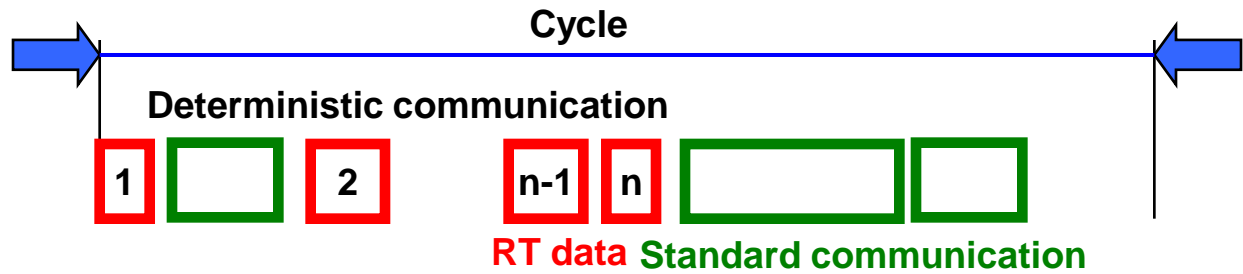 Cycle
Deterministic communication
1 2 n-1 n
RT data Standard communication